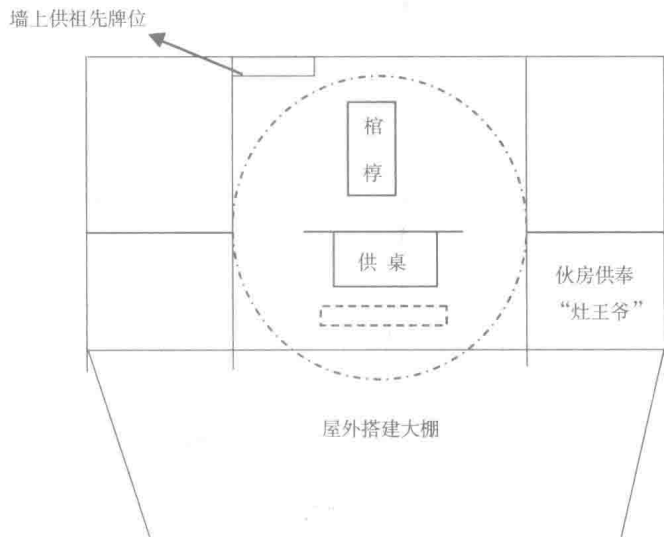 墙上供祖先牌位
棺
椁
供桌
伙房供奉
“灶王爷”
屋外搭建大棚